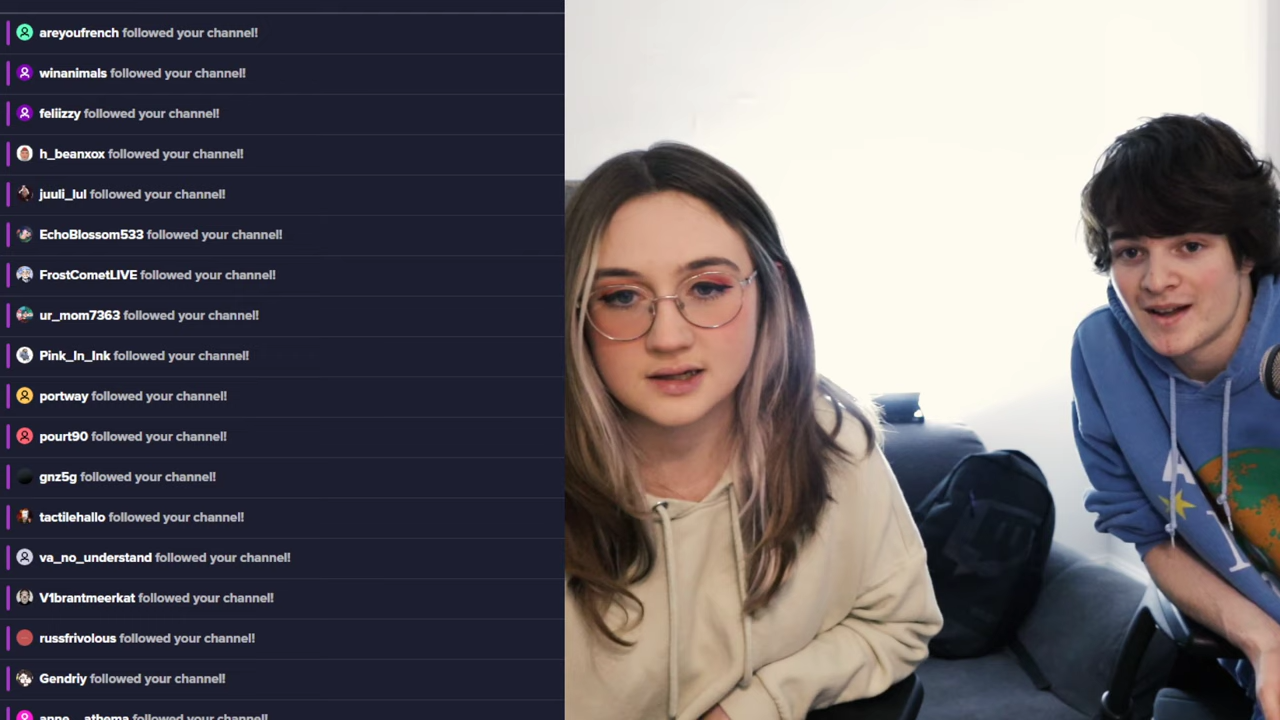 areyoufrench followed your channel!
winanimals followed your channel!
feliizzy followed your channel!
h_beanxox followed your channel!
juuli_lul followed your channel!
EchoBlossom533 followed your channel!
FrostCometLIVE followed your channel!
ur_mom7363 followed your channel!
Pink_In_Ink followed your channel!
portway followed your channel!
pourt90 followed your channel!
gnz5g followed your channel!
tactilehallo followed your channel!
va_no_understand followed your channel!
V1brantmeerkat followed your channel!
russfrivolous followed your channel!
Gendriy followed your channel!
followed your channel!